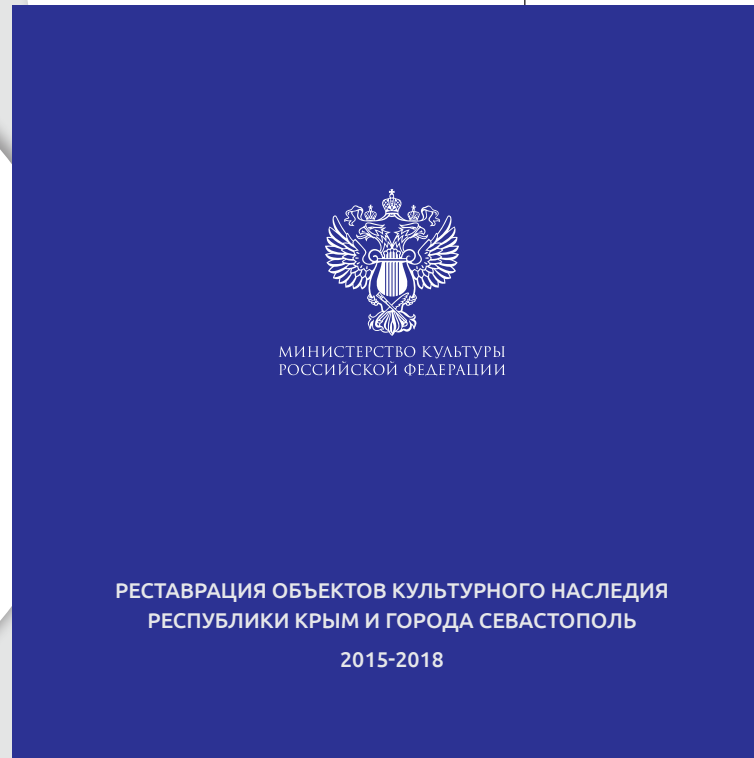 МИНИСТЕРСТВО КУЛЬТУРЫ
РОССИЙСКОЙ ФЕДЕРАЦИИ
РЕСТАВРАЦИЯ ОБЪЕКТОВ КУЛЬТУРНОГО НАСЛЕДИЯ
РЕСПУБЛИКИ КРЫМ И ГОРОДА СЕВАСТОПОЛЬ
2015-2018